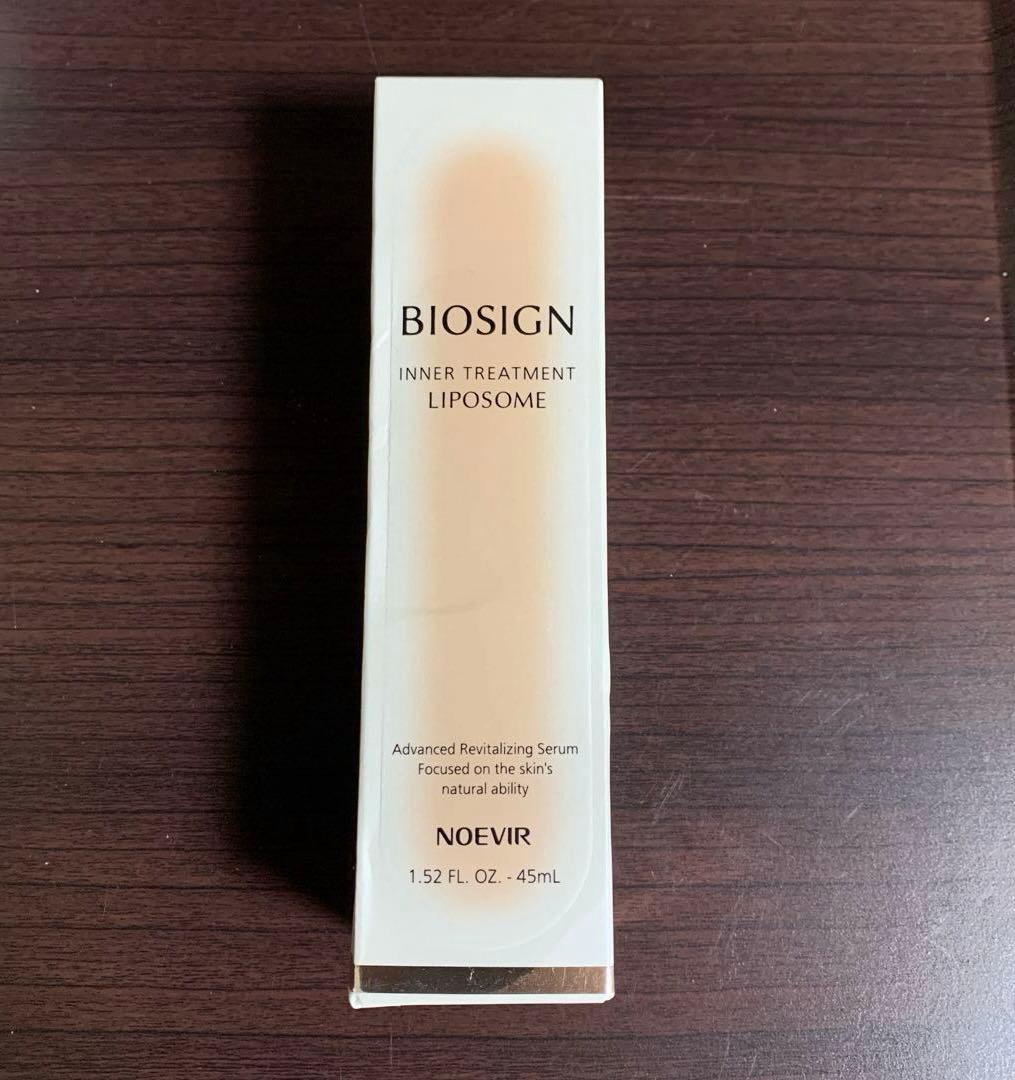 BIOSIGN
INNER TREATMENT
LIPOSOME
Advanced Revitalizing Serum
Focused on the skin's
natural ability
NOEVIR
1.52 FL. OZ. - 45mL